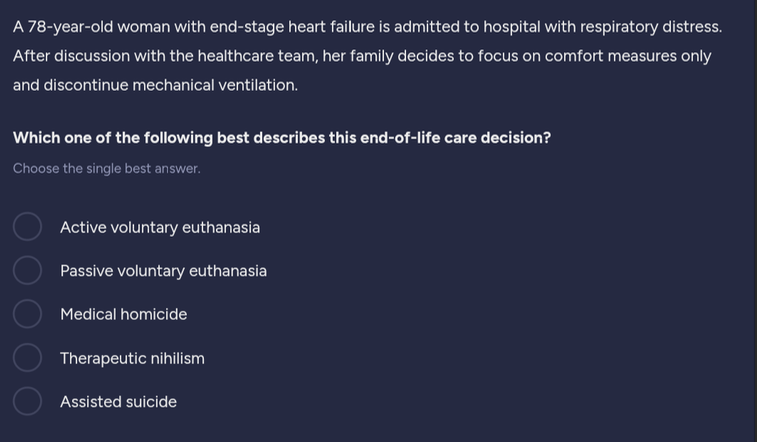 A 78-year-old woman with end-stage heart failure is admitted to hospital with respiratory distress.
After discussion with the healthcare team, her family decides to focus on comfort measures only
and discontinue mechanical ventilation.
Which one of the following best describes this end-of-life care decision?
Choose the single best answer.
Active voluntary euthanasia
Passive voluntary euthanasia
Medical homicide
Therapeutic nihilism
Assisted suicide